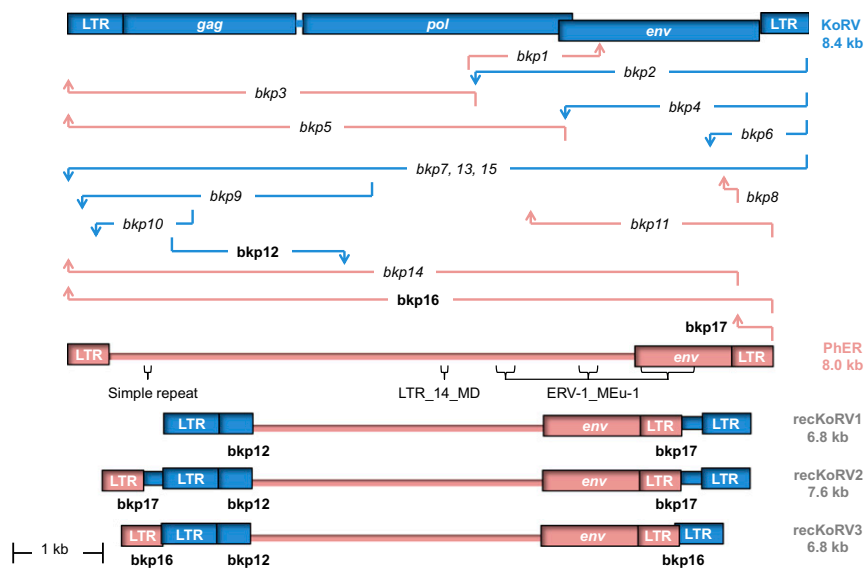 LTR gag pol env LTR KoRV
8.4 kb
bkp1
bkp2
bkp3
bkp4
bkp5
bkp6
bkp7, 13, 15
bkp9 bkp8
bkp10 bkp11
bkp12
bkp14
bkp16
bkp17
LTR env LTR PhER
8.0 kb
Simple repeat LTR_14_MD ERV-1_MEu-1
LTR env LTR LTR recKoRV1
6.8 kb
bkp12 bkp17
LTR LTR env LTR LTR recKoRV2
7.6 kb
bkp17 bkp12 bkp17
LTR LTR env LTR LTR recKoRV3
6.8 kb
1 kb bkp16 bkp12 bkp16